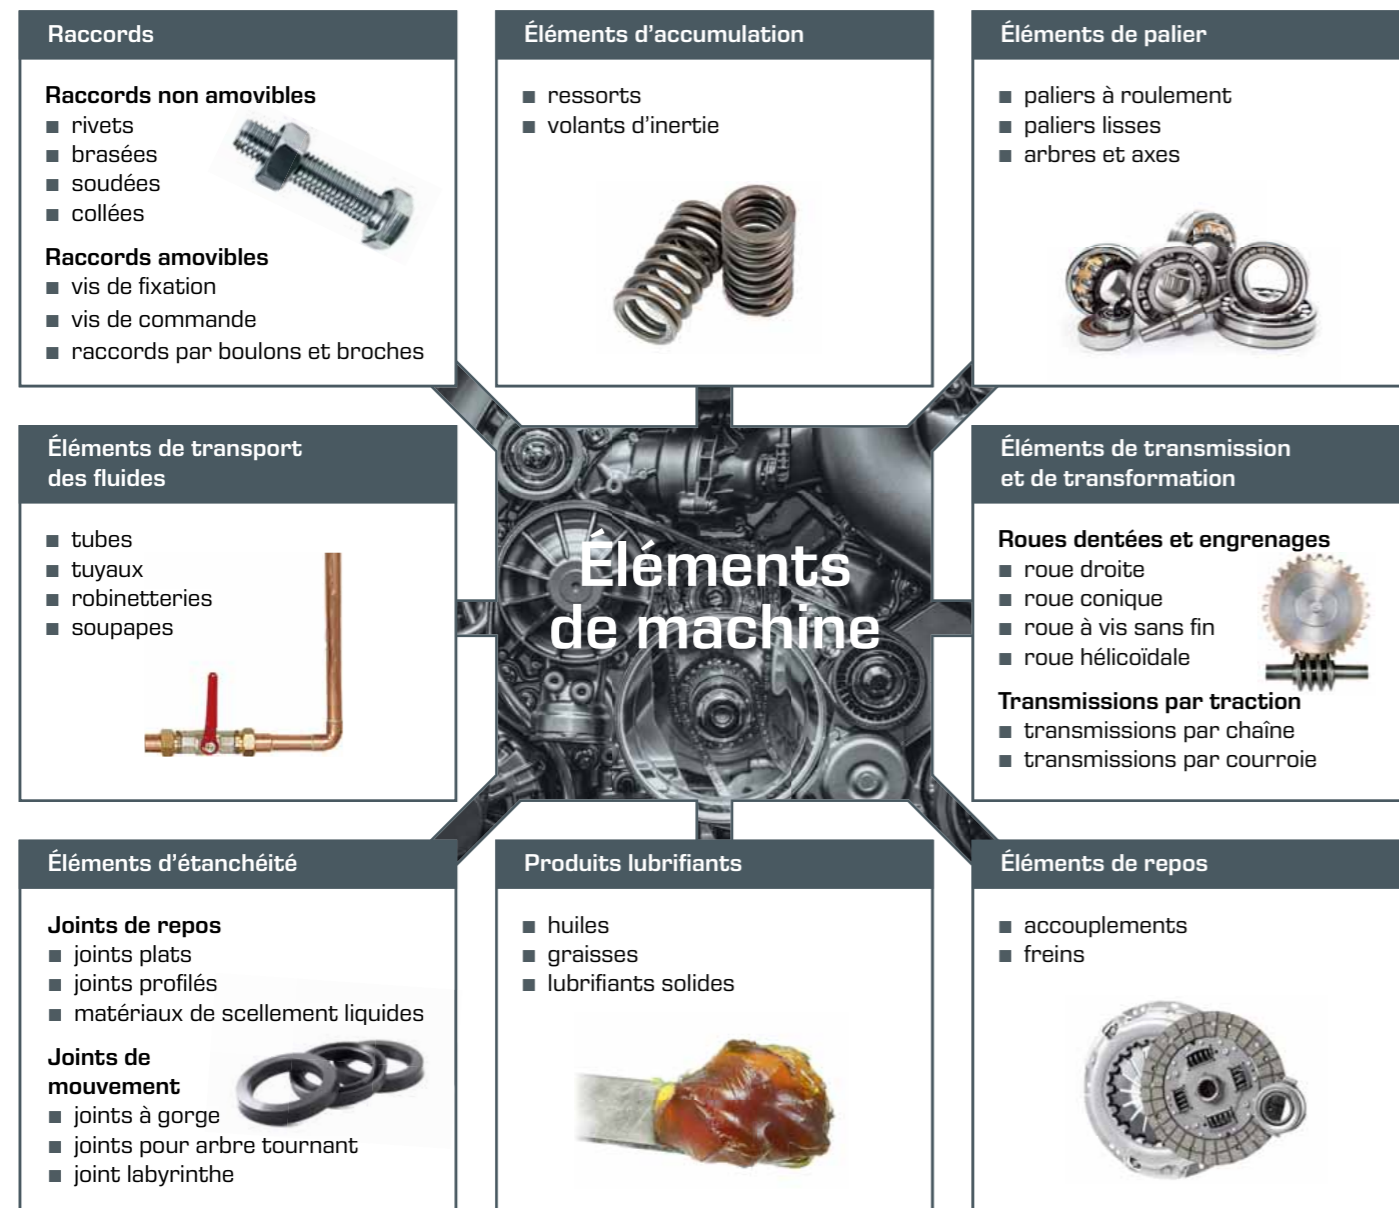 Raccords
Raccords non amovibles
■ rivets
■ brasées
■ soudées
■ collées
Raccords amovibles
■ vis de fixation
■ vis de commande
■ raccords par boulons et broches
Éléments d’accumulation
■ ressorts
■ volants d’inertie
Éléments de palier
■ paliers à roulement
■ paliers lisses
■ arbres et axes
Éléments de transport
des fluides
■ tubes
■ tuyaux
■ robinetteries
■ soupapes
Éléments
de machine
Éléments de transmission
et de transformation
Roues dentées et engrenages
■ roue droite
■ roue conique
■ roue à vis sans fin
■ roue hélicoïdale
Transmissions par traction
■ transmissions par chaîne
■ transmissions par courroie
Éléments d’étanchéité
Joints de repos
■ joints plats
■ joints profilés
■ matériaux de scellement liquides
Joints de
mouvement
■ joints à gorge
■ joints pour arbre tournant
■ joint labyrinthe
Produits lubrifiants
■ huiles
■ graisses
■ lubrifiants solides
Éléments de repos
■ accouplements
■ freins